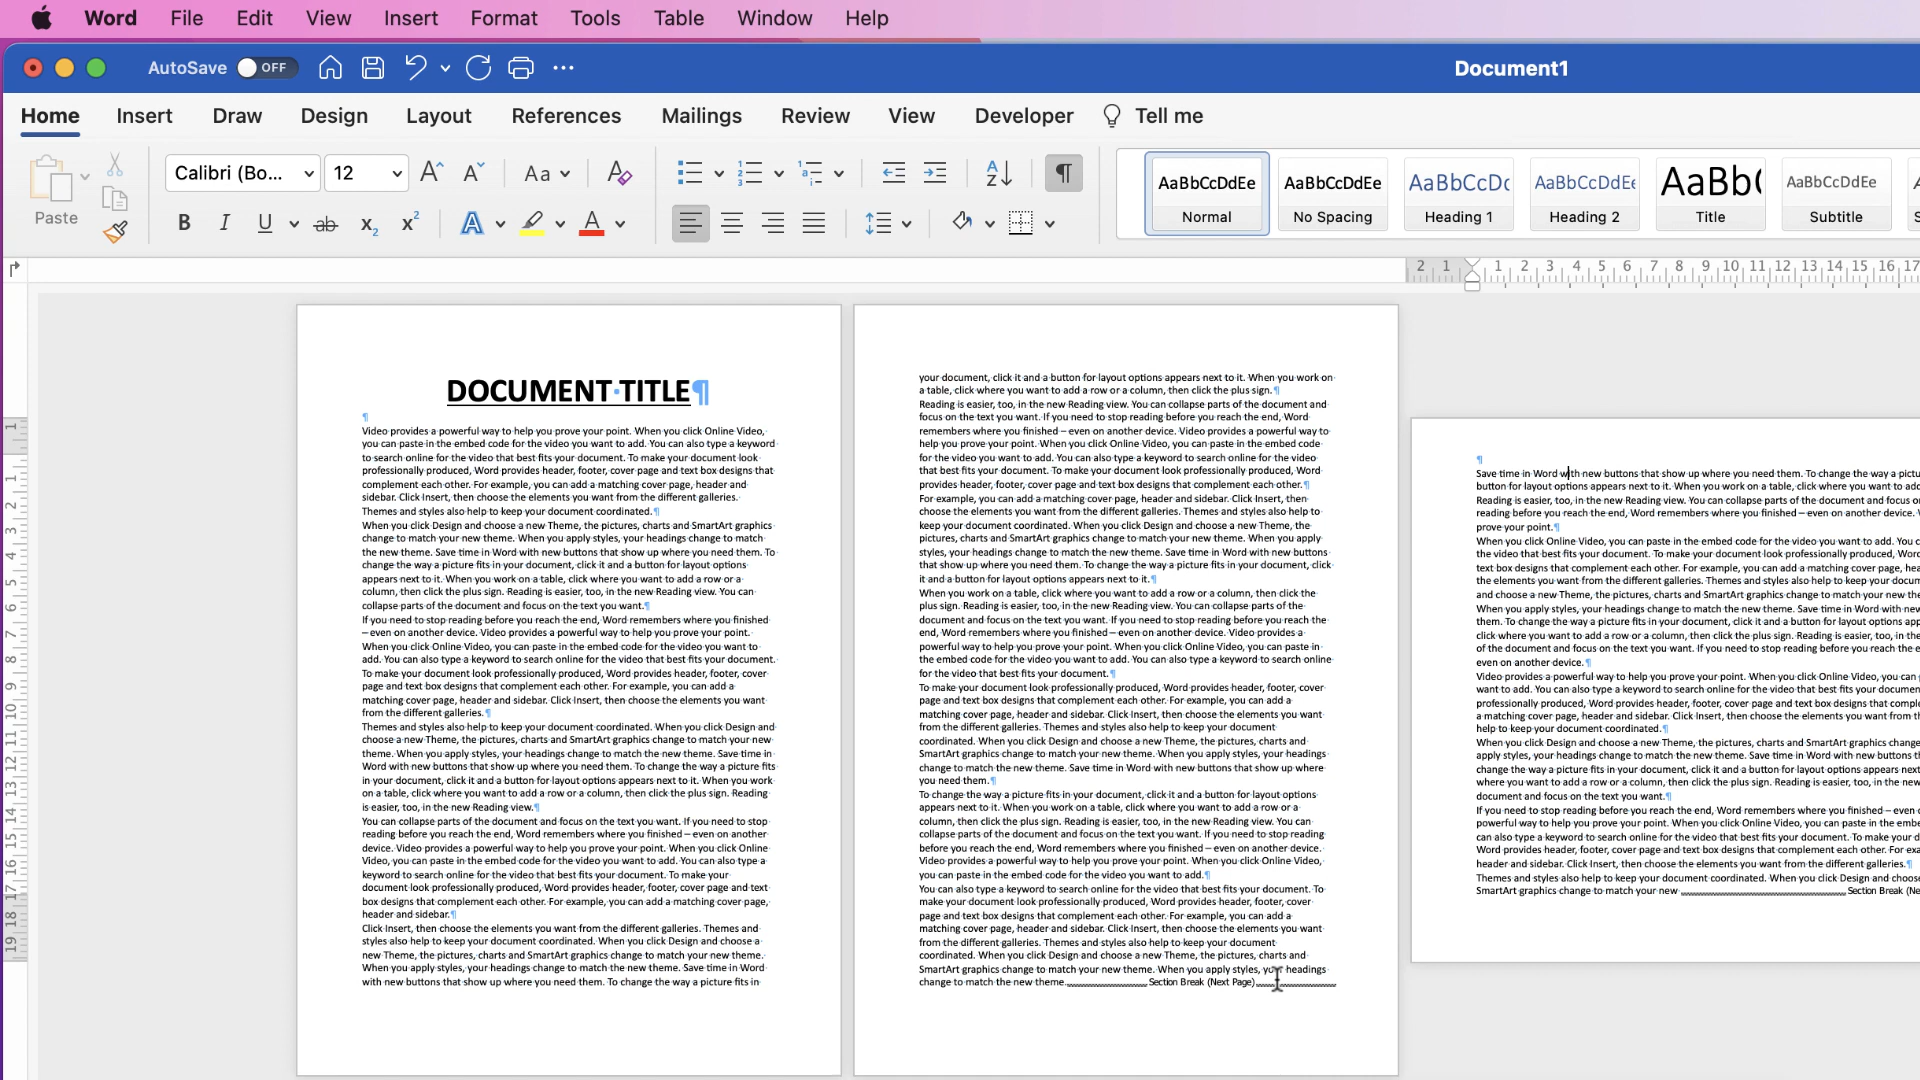 Word File Edit View Insert Format Tools Table Window Help
AutoSave OFF Document1
Home Insert Draw Design Layout References Mailings Review View Developer Tell me
Paste Calibri (Bo... 12 Aa
AaBbCcDdEe AaBbCcDdEe AaBbCcDc AaBbCcDdEe AaBb( AaBbCcDdEe
Normal No Spacing Heading 1 Heading 2 Title Subtitle
2 1 1 2 3 4 5 6 7 8 9 10 11 12 13 14 15 16 17
1 1 2 3 4 5 6 7 8 9 10 11 12 13 14 15 16 17 18 19
DOCUMENT·TITLE¶
¶
Video provides a powerful way to help you prove your point. When you click Online Video,
you can paste in the embed code for the video you want to add. You can also type a keyword
to search online for the video that best fits your document. To make your document look
professionally produced, Word provides header, footer, cover page and text box designs that
complement each other. For example, you can add a matching cover page, header and
sidebar. Click Insert, then choose the elements you want from the different galleries.
Themes and styles also help to keep your document coordinated.¶
When you click Design and choose a new Theme, the pictures, charts and SmartArt graphics
change to match your new theme. When you apply styles, your headings change to match
the new theme. Save time in Word with new buttons that show up where you need them. To
change the way a picture fits in your document, click it and a button for layout options
appears next to it. When you work on a table, click where you want to add a row or a
column, then click the plus sign. Reading is easier, too, in the new Reading view. You can
collapse parts of the document and focus on the text you want.¶
If you need to stop reading before you reach the end, Word remembers where you finished
– even on another device. Video provides a powerful way to help you prove your point.
When you click Online Video, you can paste in the embed code for the video you want to
add. You can also type a keyword to search online for the video that best fits your document.
To make your document look professionally produced, Word provides header, footer, cover
page and text box designs that complement each other. For example, you can add a
matching cover page, header and sidebar. Click Insert, then choose the elements you want
from the different galleries.¶
Themes and styles also help to keep your document coordinated. When you click Design and
choose a new Theme, the pictures, charts and SmartArt graphics change to match your new
theme. When you apply styles, your headings change to match the new theme. Save time in
Word with new buttons that show up where you need them. To change the way a picture fits
in your document, click it and a button for layout options appears next to it. When you work
on a table, click where you want to add a row or a column, then click the plus sign. Reading
is easier, too, in the new Reading view.¶
You can collapse parts of the document and focus on the text you want. If you need to stop
reading before you reach the end, Word remembers where you finished – even on another
device. Video provides a powerful way to help you prove your point. When you click Online
Video, you can paste in the embed code for the video you want to add. You can also type a
keyword to search online for the video that best fits your document. To make your
document look professionally produced, Word provides header, footer, cover page and text
box designs that complement each other. For example, you can add a matching cover page,
header and sidebar.¶
Click Insert, then choose the elements you want from the different galleries. Themes and
styles also help to keep your document coordinated. When you click Design and choose a
new Theme, the pictures, charts and SmartArt graphics change to match your new theme.
When you apply styles, your headings change to match the new theme. Save time in Word
with new buttons that show up where you need them. To change the way a picture fits in
your document, click it and a button for layout options appears next to it. When you work on
a table, click where you want to add a row or a column, then click the plus sign.¶
Reading is easier, too, in the new Reading view. You can collapse parts of the document and
focus on the text you want. If you need to stop reading before you reach the end, Word
remembers where you finished – even on another device. Video provides a powerful way to
help you prove your point. When you click Online Video, you can paste in the embed code
for the video you want to add. You can also type a keyword to search online for the video
that best fits your document. To make your document look professionally produced, Word
provides header, footer, cover page and text box designs that complement each other.¶
For example, you can add a matching cover page, header and sidebar. Click Insert, then
choose the elements you want from the different galleries. Themes and styles also help to
keep your document coordinated. When you click Design and choose a new Theme, the
pictures, charts and SmartArt graphics change to match your new theme. When you apply
styles, your headings change to match the new theme. Save time in Word with new buttons
that show up where you need them. To change the way a picture fits in your document, click
it and a button for layout options appears next to it.¶
When you work on a table, click where you want to add a row or a column, then click the
plus sign. Reading is easier, too, in the new Reading view. You can collapse parts of the
document and focus on the text you want. If you need to stop reading before you reach the
end, Word remembers where you finished – even on another device. Video provides a
powerful way to help you prove your point. When you click Online Video, you can paste in
the embed code for the video you want to add. You can also type a keyword to search online
for the video that best fits your document.¶
To make your document look professionally produced, Word provides header, footer, cover
page and text box designs that complement each other. For example, you can add a
matching cover page, header and sidebar. Click Insert, then choose the elements you want
from the different galleries. Themes and styles also help to keep your document
coordinated. When you click Design and choose a new Theme, the pictures, charts and
SmartArt graphics change to match your new theme. When you apply styles, your headings
change to match the new theme. Save time in Word with new buttons that show up where
you need them.¶
To change the way a picture fits in your document, click it and a button for layout options
appears next to it. When you work on a table, click where you want to add a row or a
column, then click the plus sign. Reading is easier, too, in the new Reading view. You can
collapse parts of the document and focus on the text you want. If you need to stop reading
before you reach the end, Word remembers where you finished – even on another device.
Video provides a powerful way to help you prove your point. When you click Online Video,
you can paste in the embed code for the video you want to add.¶
You can also type a keyword to search online for the video that best fits your document. To
make your document look professionally produced, Word provides header, footer, cover
page and text box designs that complement each other. For example, you can add a
matching cover page, header and sidebar. Click Insert, then choose the elements you want
from the different galleries. Themes and styles also help to keep your document
coordinated. When you click Design and choose a new Theme, the pictures, charts and
SmartArt graphics change to match your new theme. When you apply styles, your headings
change to match the new theme. Section Break (Next Page)
¶
Save time in Word with new buttons that show up where you need them. To change the way a pictu
button for layout options appears next to it. When you work on a table, click where you want to add
Reading is easier, too, in the new Reading view. You can collapse parts of the document and focus o
reading before you reach the end, Word remembers where you finished – even on another device.
prove your point.¶
When you click Online Video, you can paste in the embed code for the video you want to add. You c
the video that best fits your document. To make your document look professionally produced, Word
text box designs that complement each other. For example, you can add a matching cover page, hea
the elements you want from the different galleries. Themes and styles also help to keep your docum
and choose a new Theme, the pictures, charts and SmartArt graphics change to match your new the
When you apply styles, your headings change to match the new theme. Save time in Word with new
them. To change the way a picture fits in your document, click it and a button for layout options app
click where you want to add a row or a column, then click the plus sign. Reading is easier, too, in the
of the document and focus on the text you want. If you need to stop reading before you reach the e
even on another device.¶
Video provides a powerful way to help you prove your point. When you click Online Video, you can
want to add. You can also type a keyword to search online for the video that best fits your documen
professionally produced, Word provides header, footer, cover page and text box designs that compl
a matching cover page, header and sidebar. Click Insert, then choose the elements you want from th
help to keep your document coordinated.¶
When you click Design and choose a new Theme, the pictures, charts and SmartArt graphics change
apply styles, your headings change to match the new theme. Save time in Word with new buttons th
change the way a picture fits in your document, click it and a button for layout options appears next
where you want to add a row or a column, then click the plus sign. Reading is easier, too, in the new
document and focus on the text you want.¶
If you need to stop reading before you reach the end, Word remembers where you finished – even o
powerful way to help you prove your point. When you click Online Video, you can paste in the embe
can also type a keyword to search online for the video that best fits your document. To make your d
Word provides header, footer, cover page and text box designs that complement each other. For exa
header and sidebar. Click Insert, then choose the elements you want from the different galleries.¶
Themes and styles also help to keep your document coordinated. When you click Design and choose
SmartArt graphics change to match your new Section Break (Ne